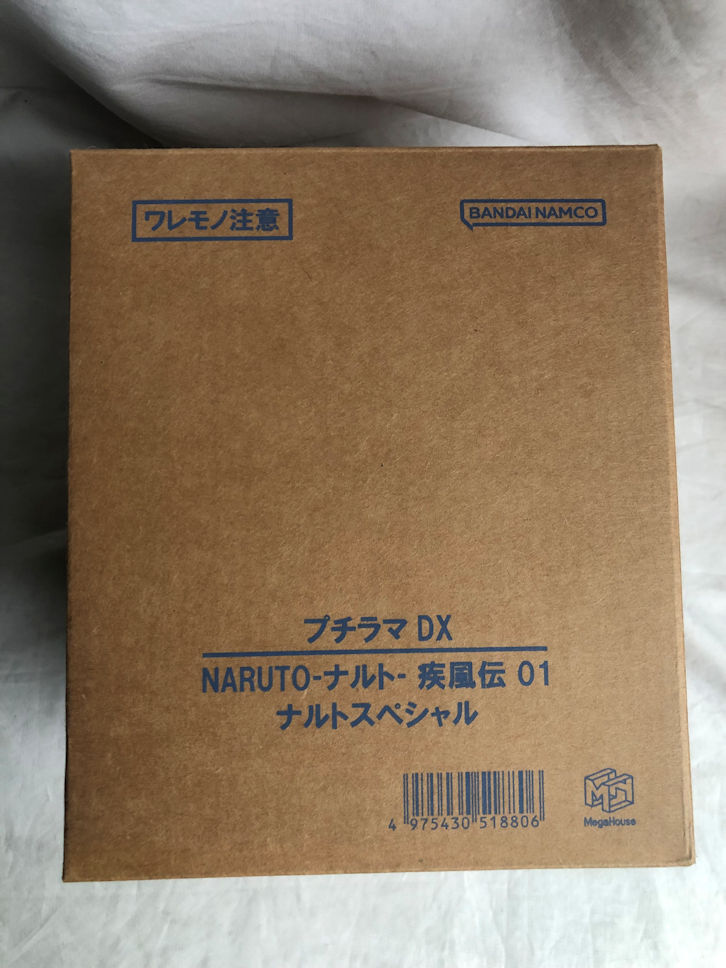 ワレモノ注意
BANDAI NAMCO
プチラマ DX
NARUTO-ナルト- 疾風伝 01
ナルトスペシャル
4 975430 518806
MegaHouse